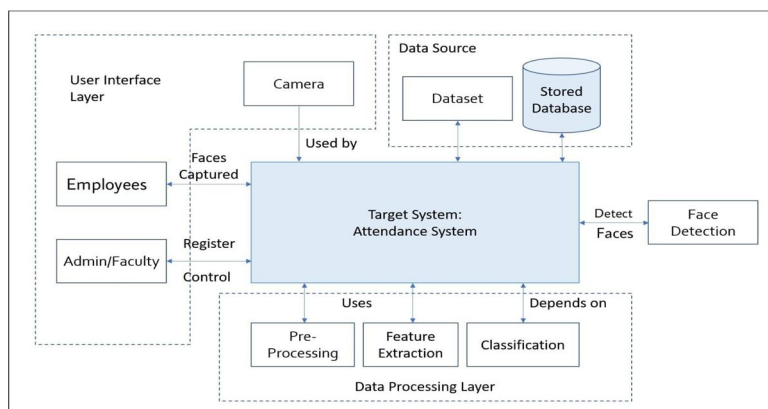 User Interface
Layer
Camera
Data Source
Dataset
Stored
Database
Used by
Employees
Faces
Captured
Target System:
Attendance System
Detect
Faces
Face
Detection
Admin/Faculty
Register
Control
Uses
Depends on
Pre-
Processing
Feature
Extraction
Classification
Data Processing Layer